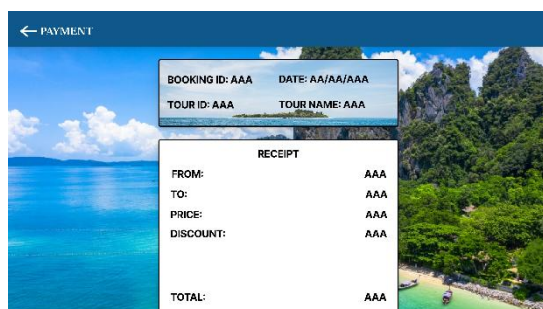 ← PAYMENT
BOOKING ID: AAA DATE: AA/AA/AAA
TOUR ID: AAA TOUR NAME: AAA
RECEIPT
FROM: AAA
TO: AAA
PRICE: AAA
DISCOUNT: AAA
TOTAL: AAA